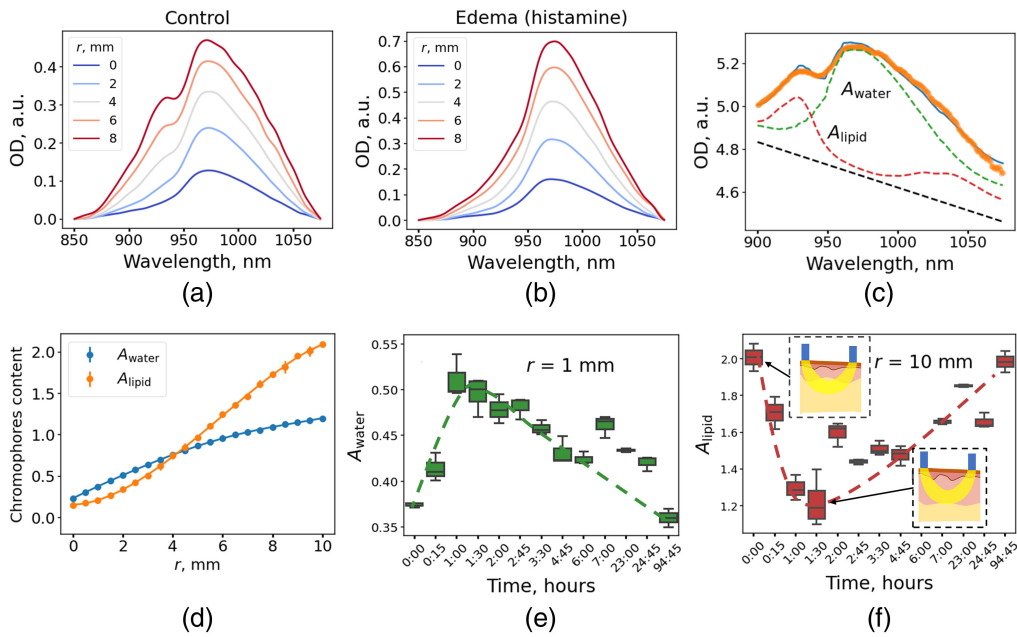 Control
OD, a.u.
0.4
0.3
0.2
0.1
0.0
r, mm
0
2
4
6
8
850 900 950 1000 1050
Wavelength, nm
(a)
Edema (histamine)
OD, a.u.
0.7
0.6
0.5
0.4
0.3
0.2
0.1
0.0
r, mm
0
2
4
6
8
850 900 950 1000 1050
Wavelength, nm
(b)
OD, a.u.
5.2
5.0
4.8
4.6
A_water
A_lipid
900 950 1000 1050
Wavelength, nm
(c)
Chromophores content
2.0
1.5
1.0
0.5
0.0
A_water
A_lipid
0 2 4 6 8 10
r, mm
(d)
A_water
0.50
0.45
0.40
0.35
r = 1 mm
0:00 0:15 1:00 1:30 2:00 2:45 3:30 4:45 6:00 7:00 23:00 24:45 94:45
Time, hours
(e)
A_lipid
2.0
1.8
1.6
1.4
1.2
r = 10 mm
0:00 0:15 1:00 1:30 2:00 2:45 3:30 4:45 6:00 7:00 23:00 24:45 94:45
Time, hours
(f)